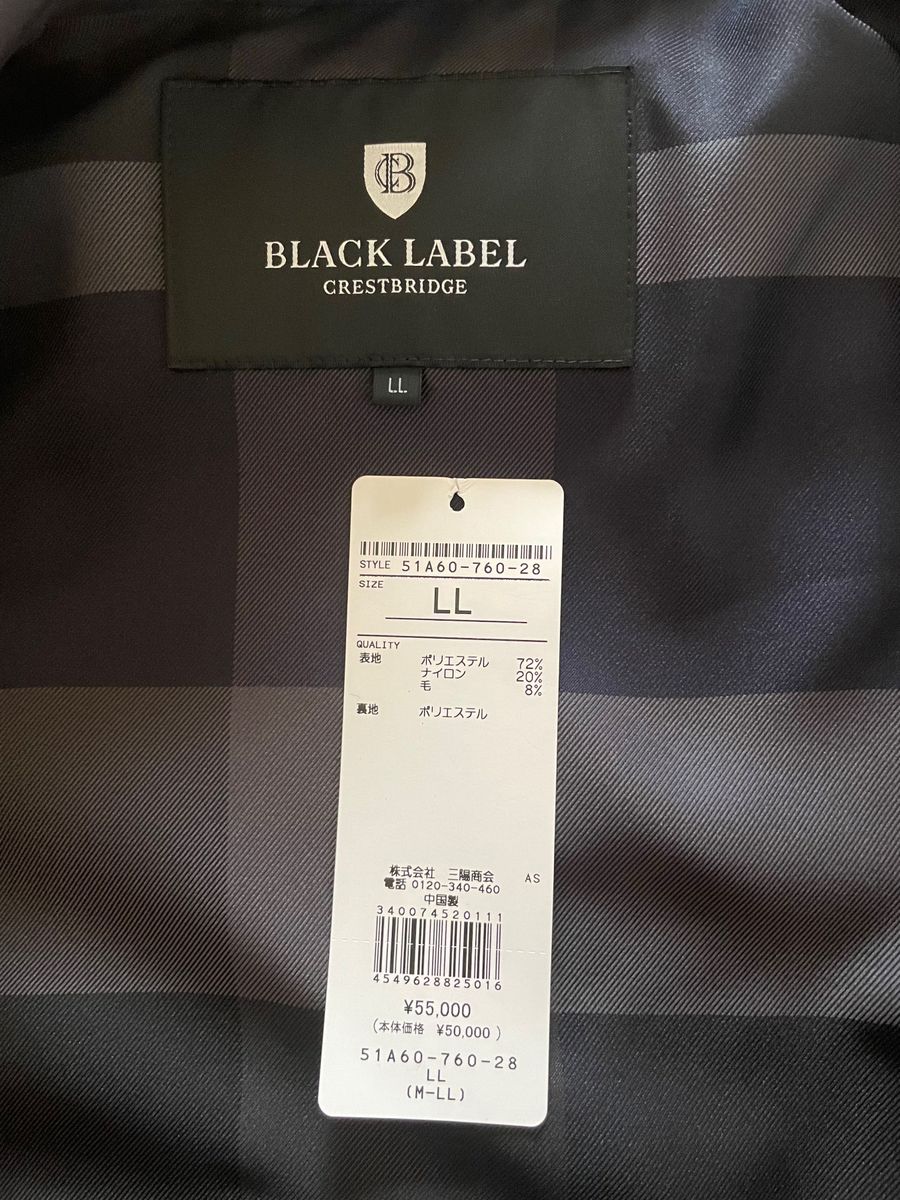 CB
BLACK LABEL
CRESTBRIDGE
LL
STYLE 51A60-760-28
SIZE
LL
QUALITY
表地 ポリエステル 72%
ナイロン 20%
毛 8%
裏地 ポリエステル
株式会社 三陽商会 AS
電話 0120-340-460
中国製
340074520111
4549628825016
¥55,000
(本体価格 ¥50,000 )
51A60-760-28
LL
(M-LL)